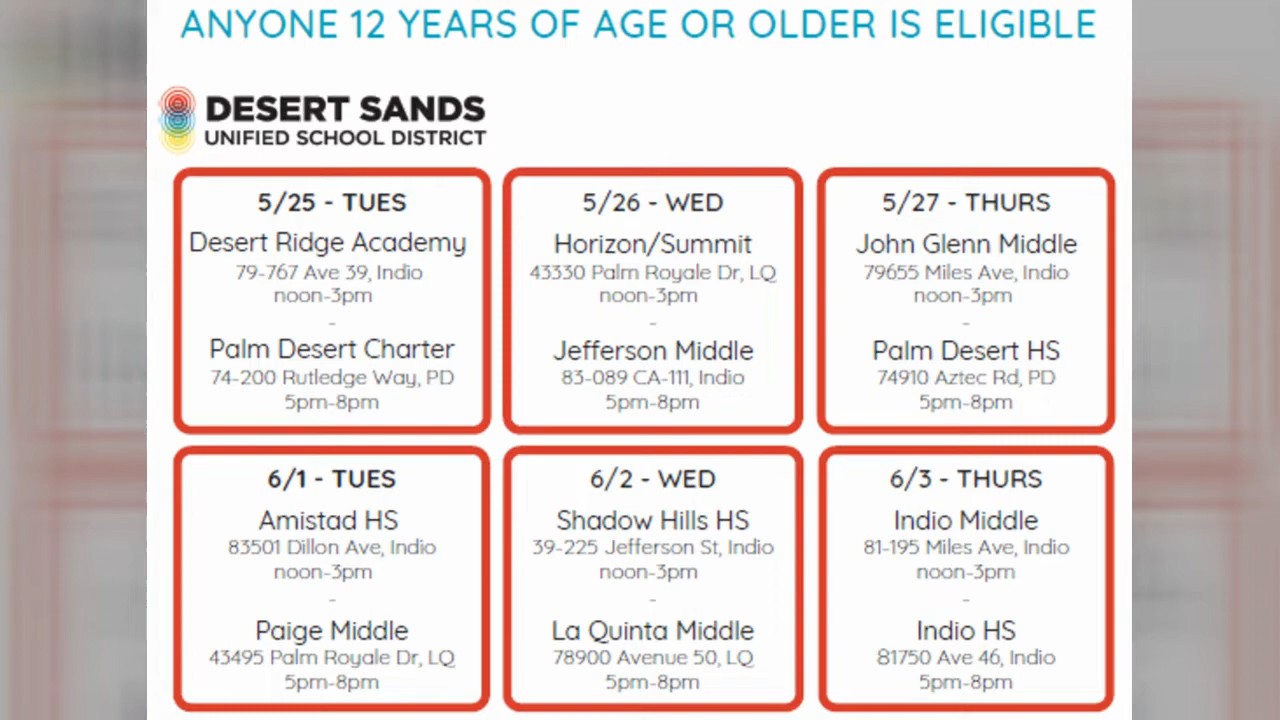 ANYONE 12 YEARS OF AGE OR OLDER IS ELIGIBLE
DESERT SANDS
UNIFIED SCHOOL DISTRICT
5/25 - TUES
Desert Ridge Academy
79-767 Ave 39, Indio
noon-3pm
-
Palm Desert Charter
74-200 Rutledge Way, PD
5pm-8pm
5/26 - WED
Horizon/Summit
43330 Palm Royale Dr, LQ
noon-3pm
-
Jefferson Middle
83-089 CA-111, Indio
5pm-8pm
5/27 - THURS
John Glenn Middle
79655 Miles Ave, Indio
noon-3pm
-
Palm Desert HS
74910 Aztec Rd, PD
5pm-8pm
6/1 - TUES
Amistad HS
83501 Dillon Ave, Indio
noon-3pm
-
Paige Middle
43495 Palm Royale Dr, LQ
5pm-8pm
6/2 - WED
Shadow Hills HS
39-225 Jefferson St, Indio
noon-3pm
-
La Quinta Middle
78900 Avenue 50, LQ
5pm-8pm
6/3 - THURS
Indio Middle
81-195 Miles Ave, Indio
noon-3pm
-
Indio HS
81750 Ave 46, Indio
5pm-8pm